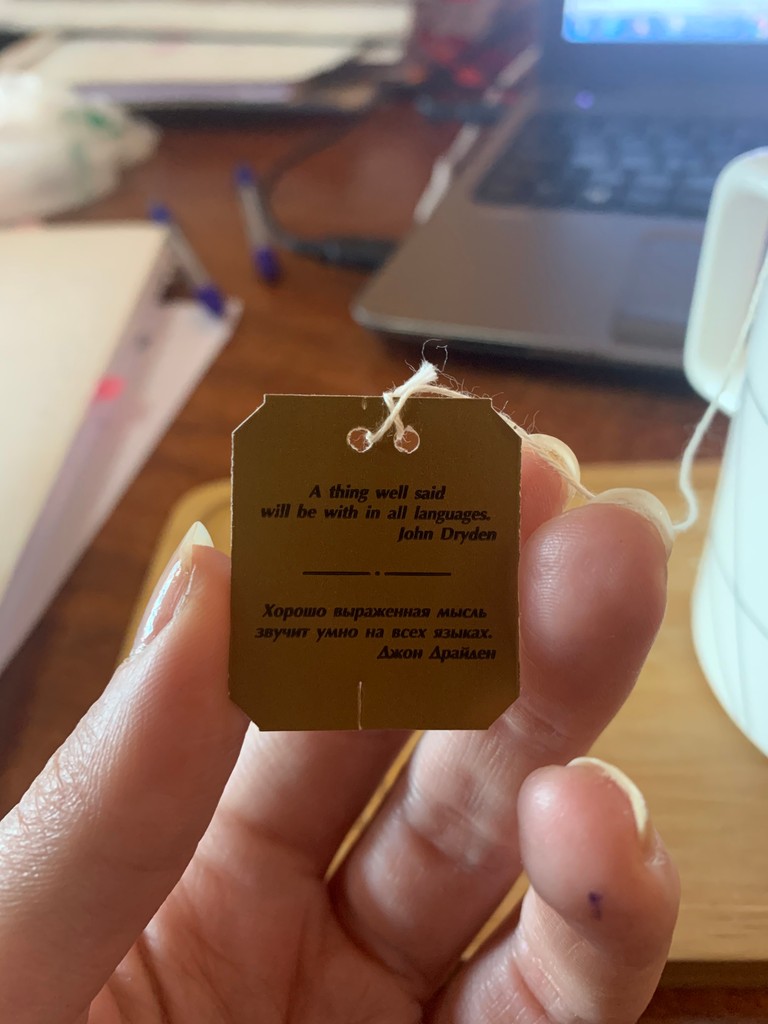 A thing well said
will be with in all languages.
John Dryden
Хорошо выраженная мысль
звучит умно на всех языках.
Джон Драйден